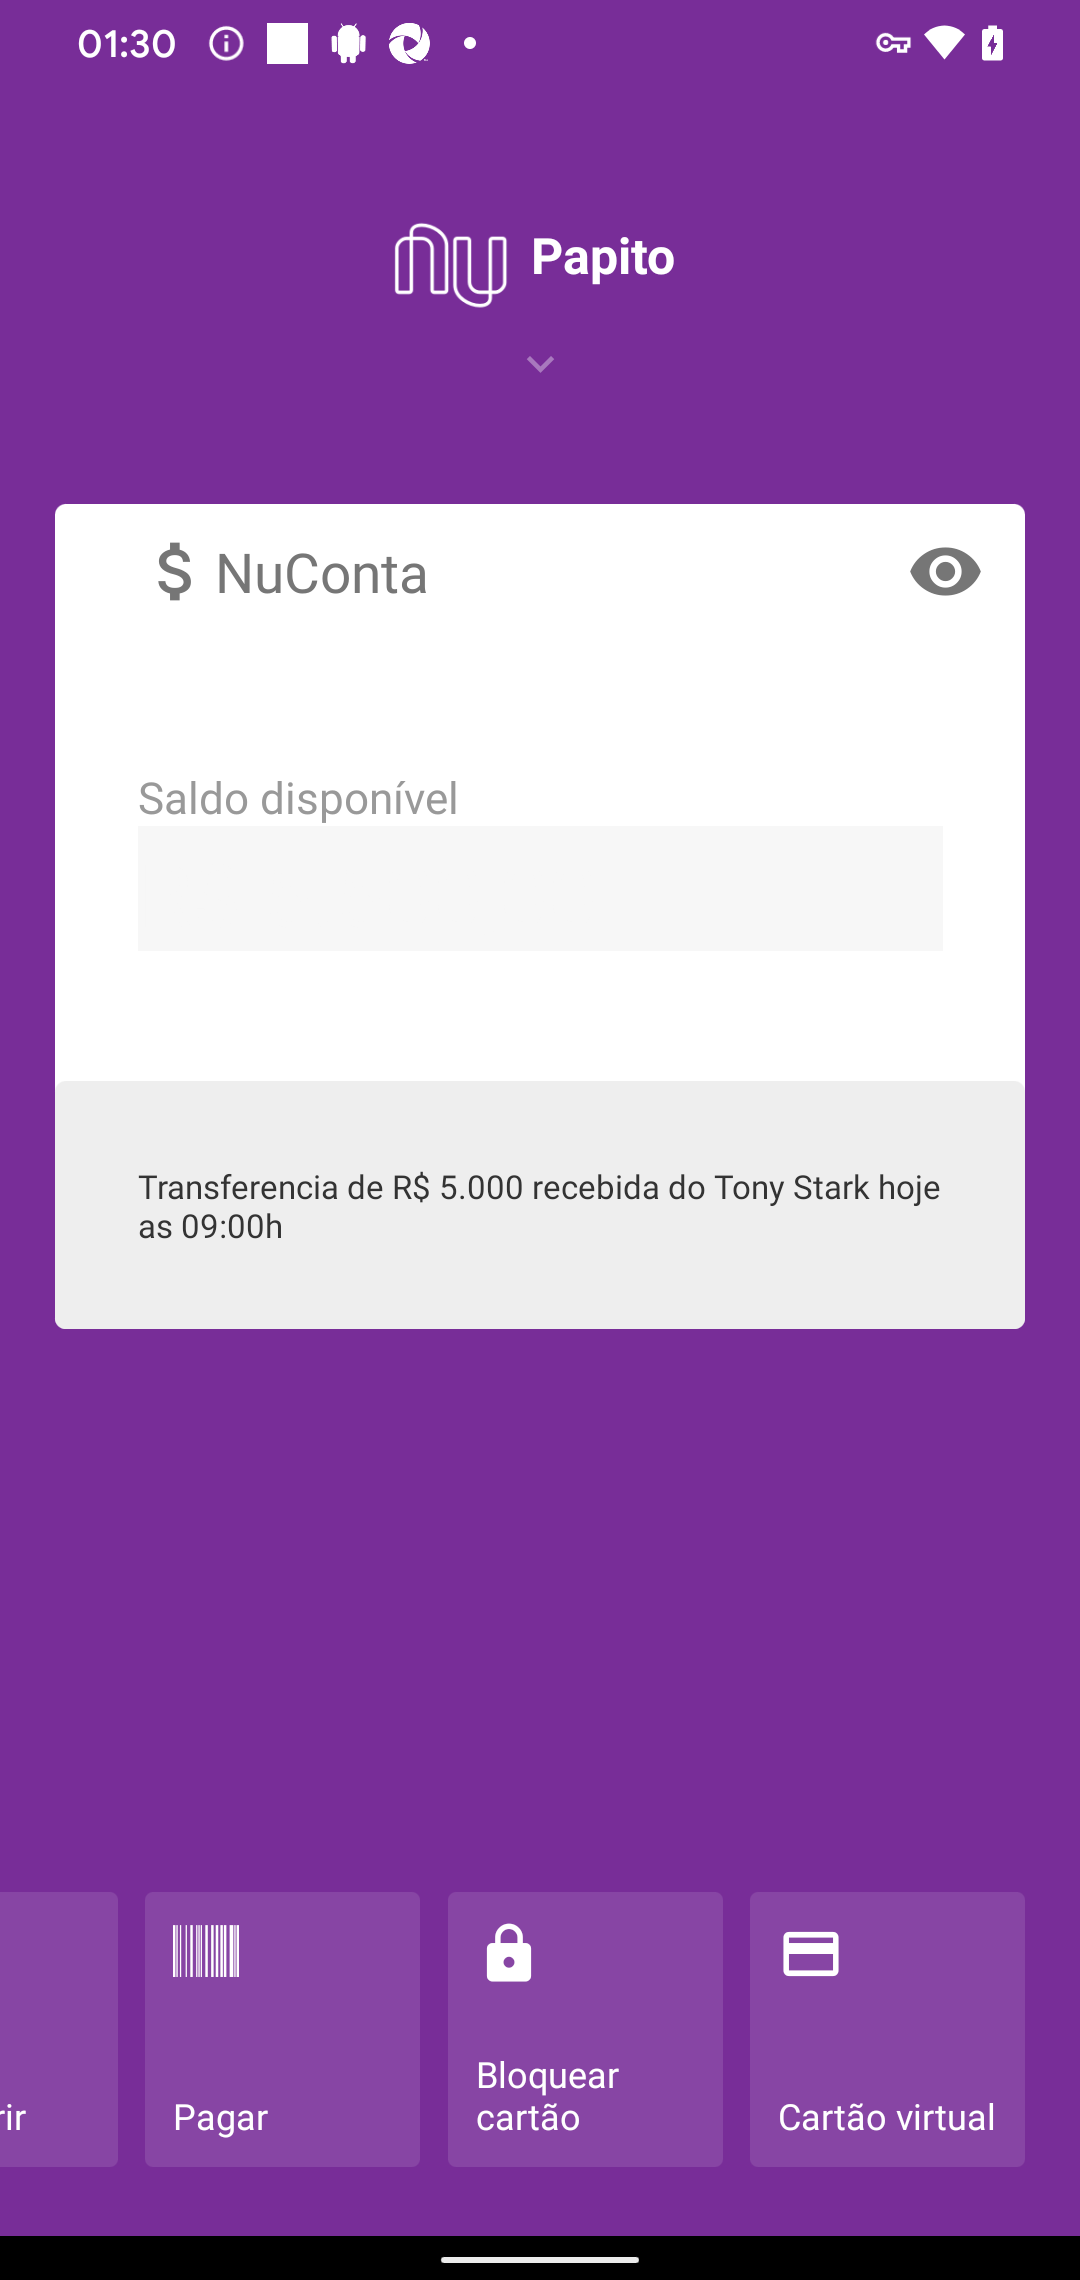 01:30
nu Papito
$ NuConta
Saldo disponível
Transferencia de R$ 5.000 recebida do Tony Stark hoje
as 09:00h
rir
Pagar
Bloquear
cartão
Cartão virtual